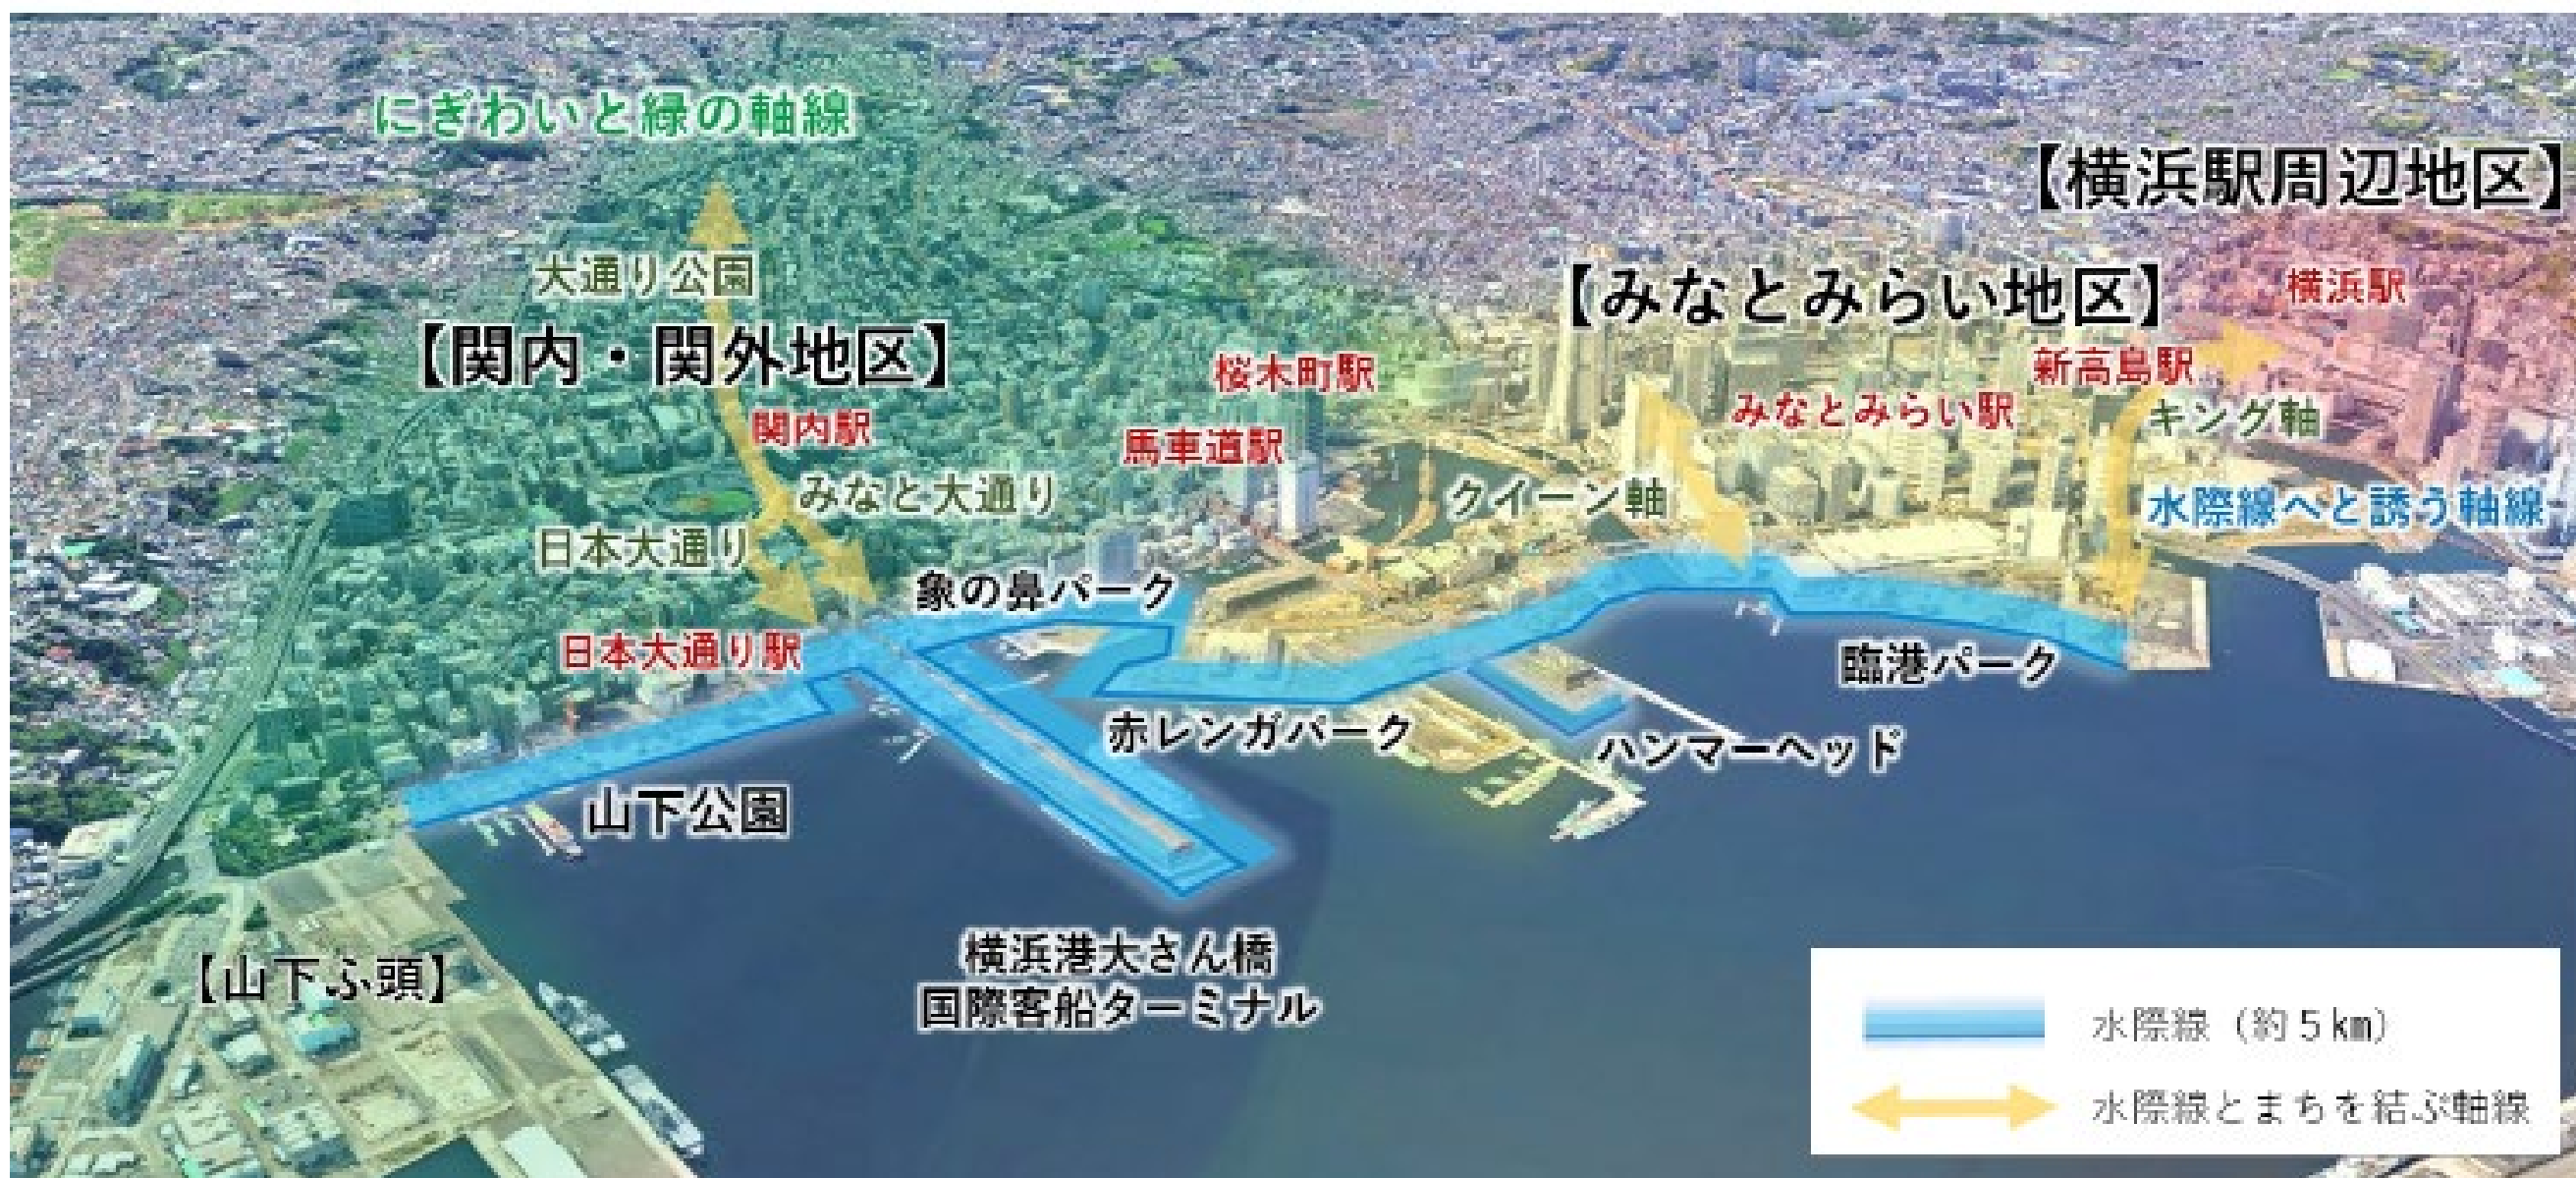 にぎわいと緑の軸線
【横浜駅周辺地区】
大通り公園
【みなとみらい地区】
横浜駅
【関内・関外地区】
桜木町駅
新高島駅
関内駅
馬車道駅
みなとみらい駅
キング軸
みなと大通り
クイーン軸
水際線へと誘う軸線
日本大通り
象の鼻パーク
日本大通り駅
臨港パーク
赤レンガパーク
ハンマーヘッド
山下公園
【山下ふ頭】
横浜港大さん橋
国際客船ターミナル
水際線（約５㎞）
水際線とまちを結ぶ軸線